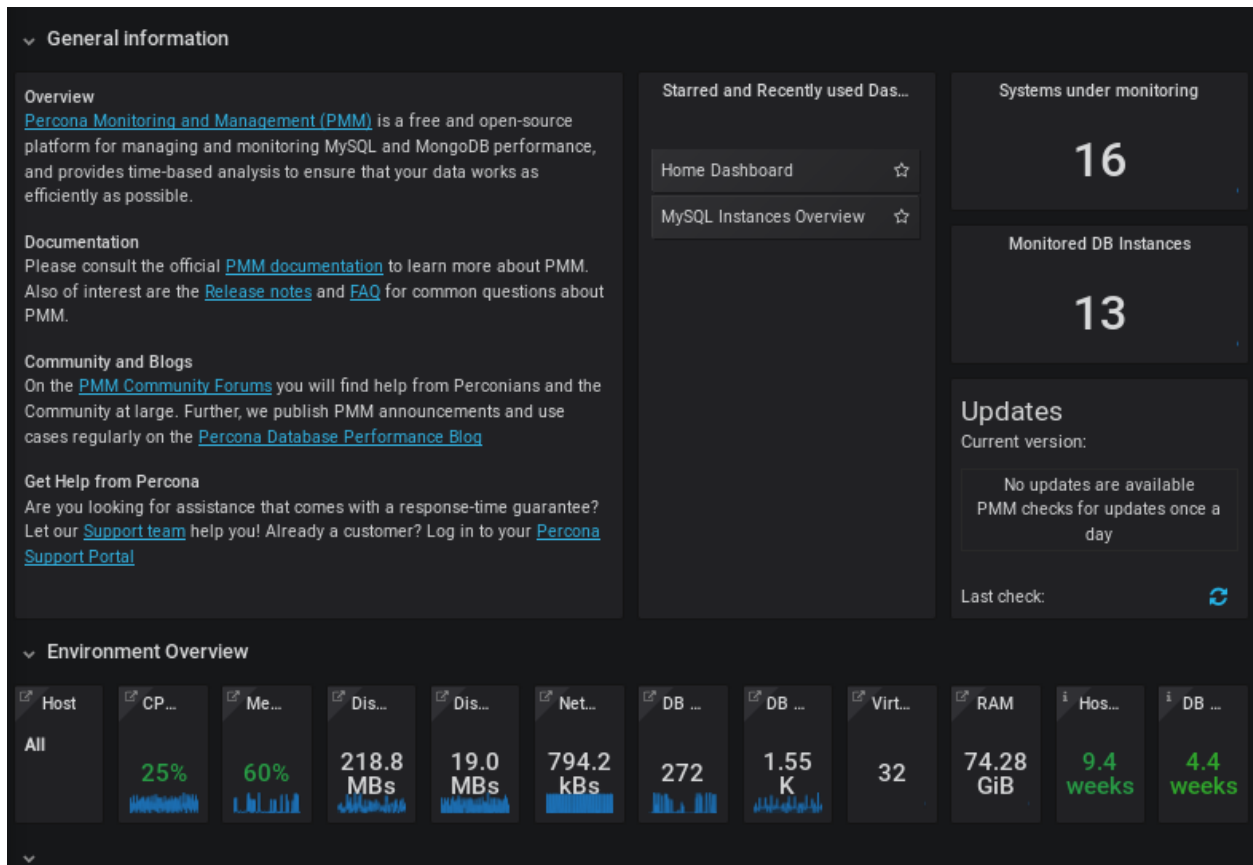 General information
Overview
Percona Monitoring and Management (PMM) is a free and open-source
platform for managing and monitoring MySQL and MongoDB performance,
and provides time-based analysis to ensure that your data works as
efficiently as possible.
Documentation
Please consult the official PMM documentation to learn more about PMM.
Also of interest are the Release notes and FAQ for common questions about
PMM.
Community and Blogs
On the PMM Community Forums you will find help from Perconians and the
Community at large. Further, we publish PMM announcements and use
cases regularly on the Percona Database Performance Blog
Get Help from Percona
Are you looking for assistance that comes with a response-time guarantee?
Let our Support team help you! Already a customer? Log in to your Percona
Support Portal
Starred and Recently used Das...
Home Dashboard
MySQL Instances Overview
Systems under monitoring
16
Monitored DB Instances
13
Updates
Current version:
No updates are available
PMM checks for updates once a
day
Last check:
Environment Overview
Host
All
CP...
25%
Me...
60%
Dis...
218.8
MBs
Dis...
19.0
MBs
Net...
794.2
kBs
DB ...
272
DB ...
1.55
K
Virt...
32
RAM
74.28
GiB
Hos...
9.4
weeks
DB ...
4.4
weeks